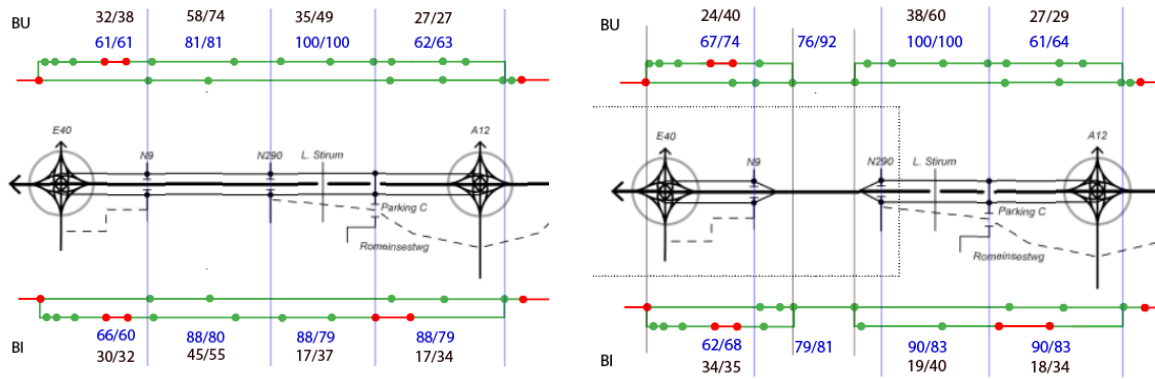 BU 32/38 58/74 35/49 27/27
61/61 81/81 100/100 62/63
E40 A12
N9 N290 L. Stirum
Parking C
Romeinsestwg
66/60 88/80 88/79 88/79
BI 30/32 45/55 17/37 17/34
BU 24/40 38/60 27/29
67/74 76/92 100/100 61/64
E40 A12
N9 N290 L. Stirum
Parking C
Romeinsestwg
62/68 79/81 90/83 90/83
BI 34/35 19/40 18/34